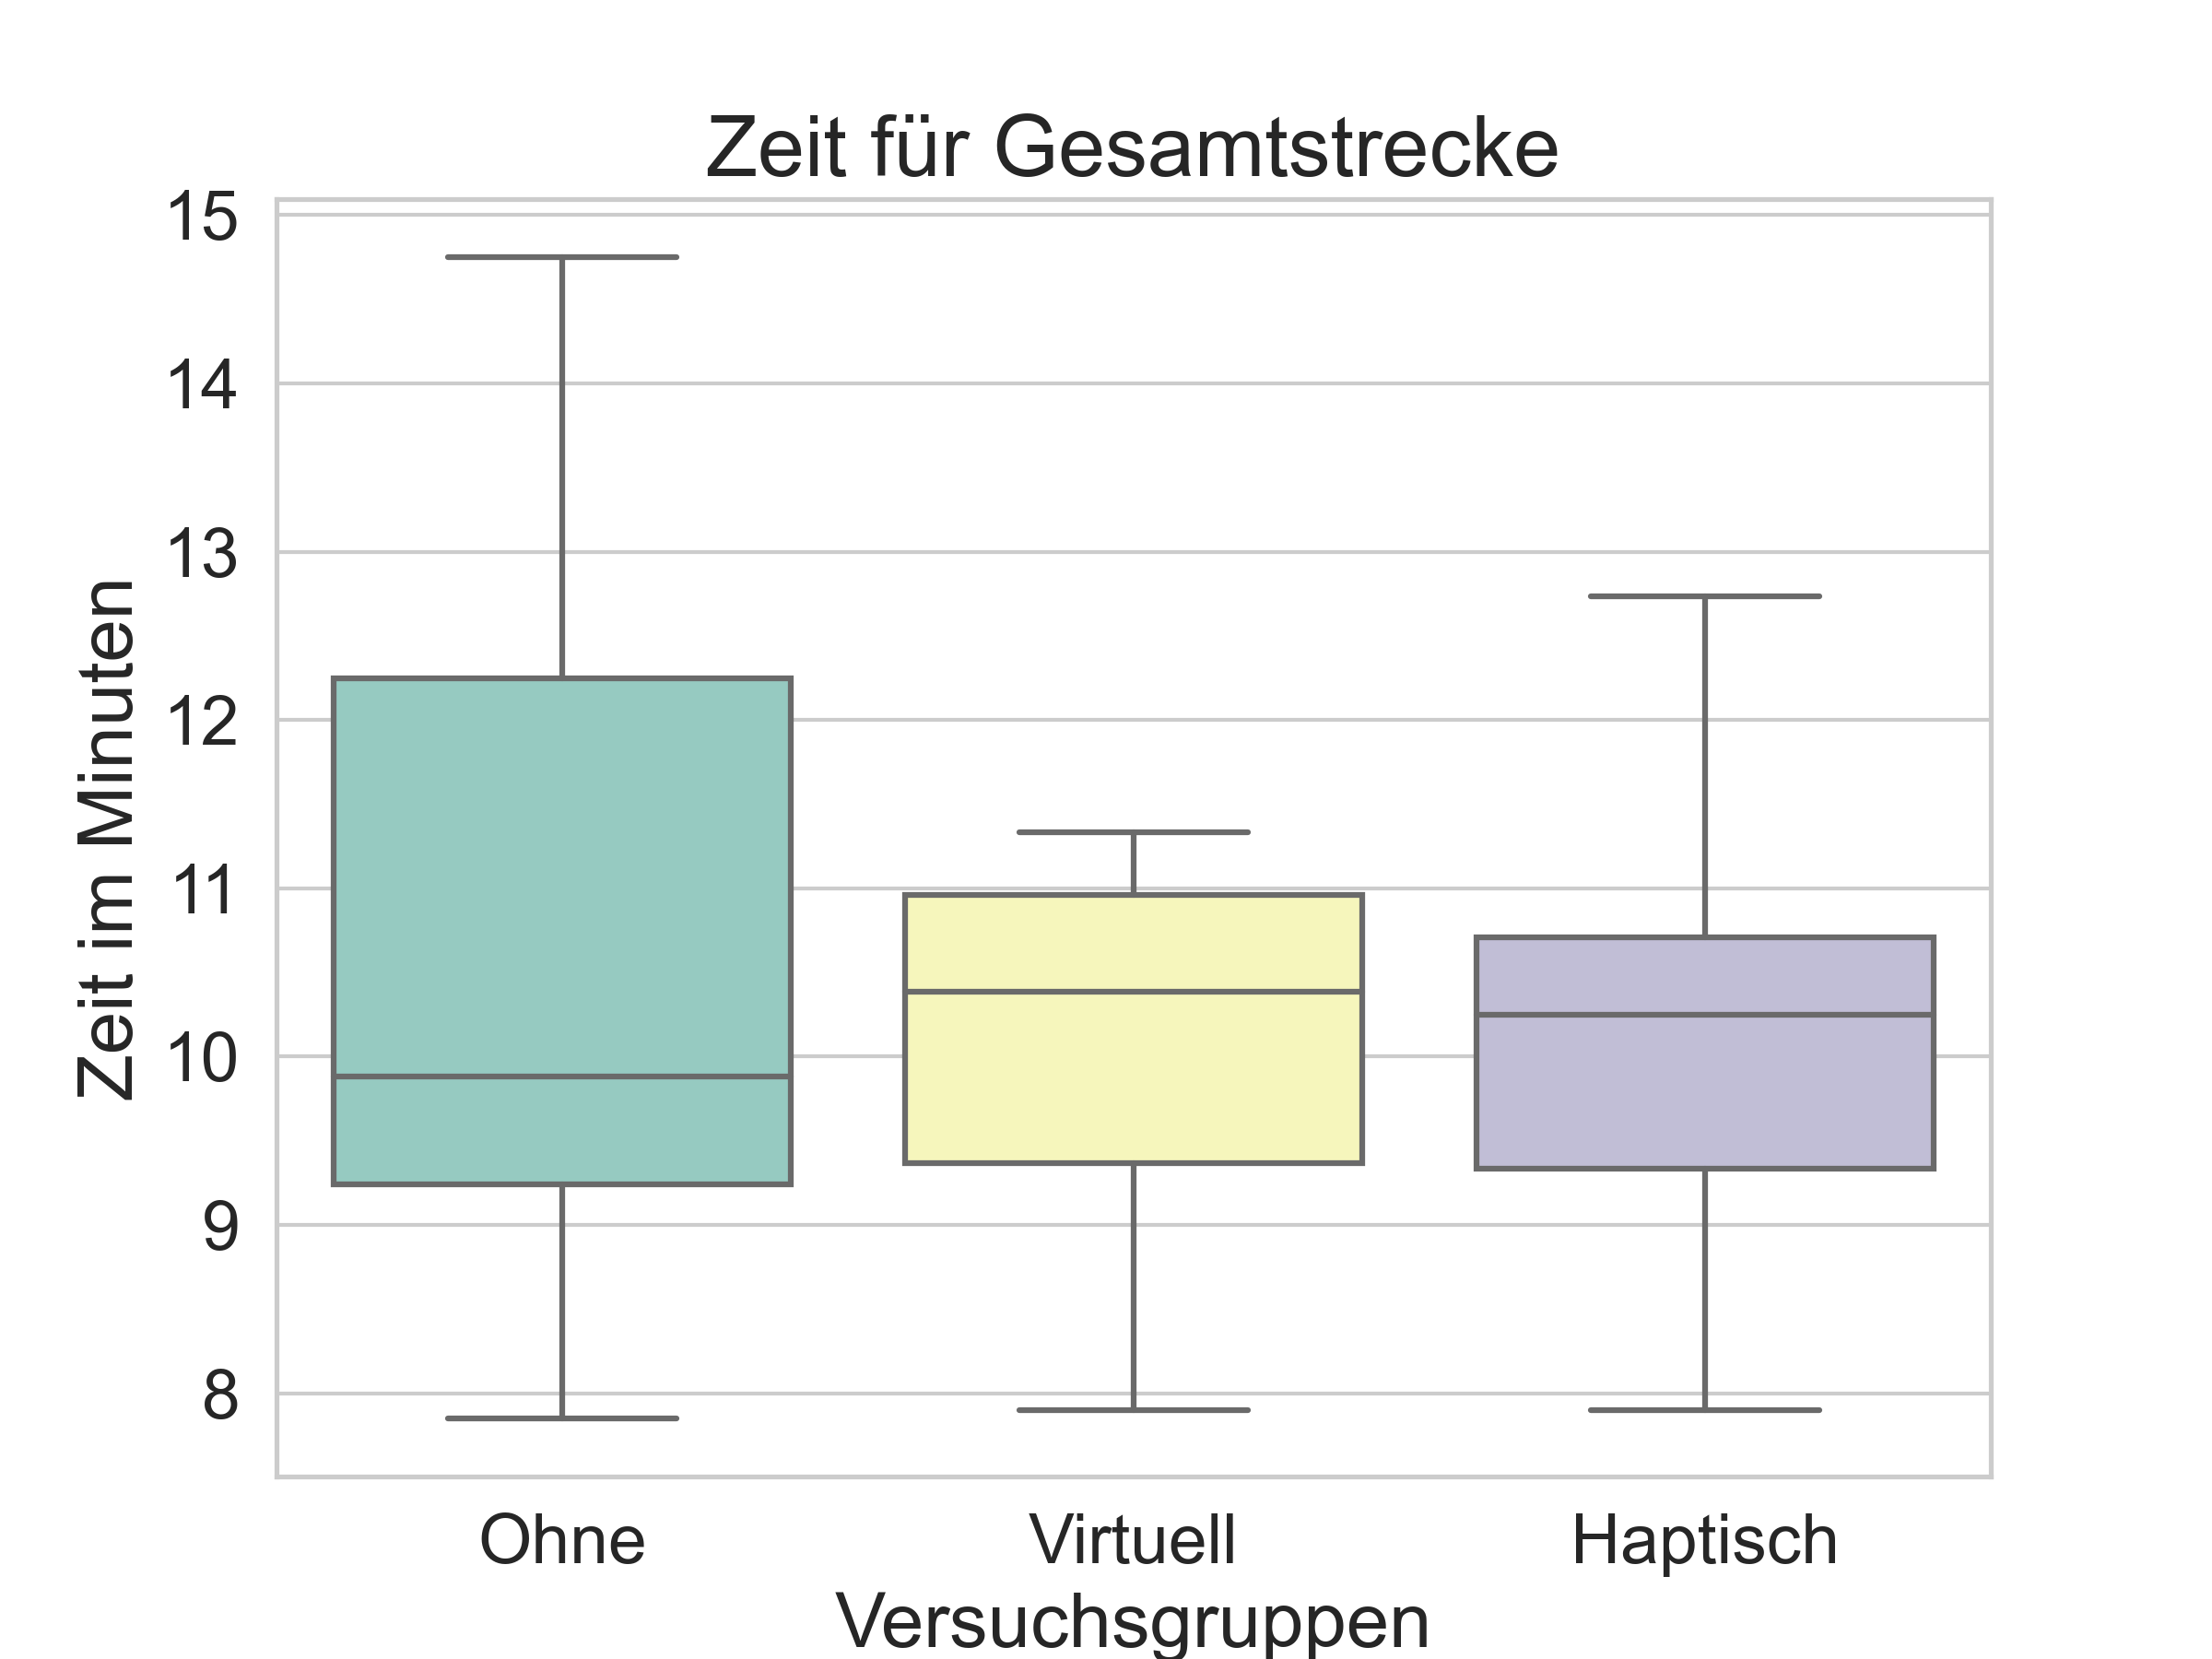 Zeit für Gesamtstrecke
15
14
13
12
11
10
9
8
Zeit im Minuten
Ohne Virtuell Haptisch
Versuchsgruppen